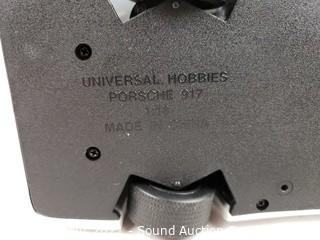 UNIVERSAL HOBBIES
PORSCHE 917
1:18
MADE IN CHINA
Sound Auction